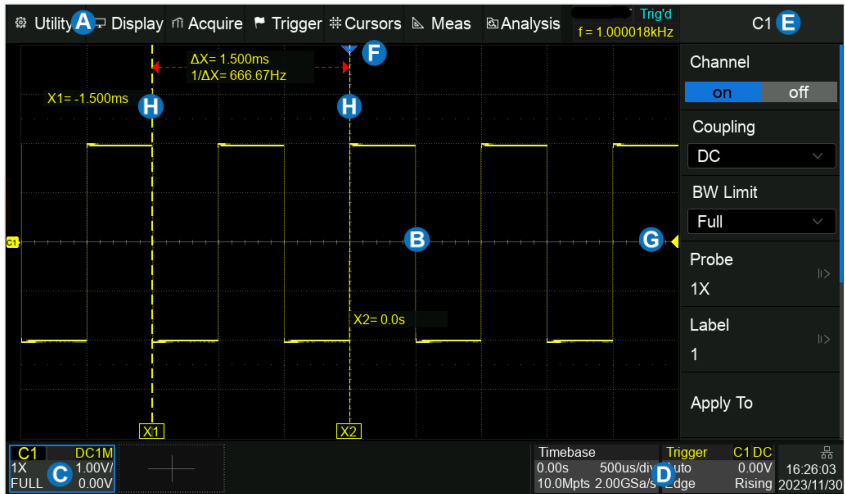 Utility A Display Acquire Trigger Cursors Meas Analysis
Trig'd
f = 1.000018kHz
C1 E
F
ΔX= 1.500ms
1/ΔX= 666.67Hz
X1= -1.500ms
H H
C1
B
G
X2= 0.0s
X1 X2
Channel
on off
Coupling
DC
BW Limit
Full
Probe
1X
Label
1
Apply To
C1 DC1M
1X 1.00V/
FULL 0.00V
C
Timebase
0.00s 500us/div
10.0Mpts 2.00GSa/s
D
Trigger C1 DC
Auto 0.00V
Edge Rising
16:26:03
2023/11/30